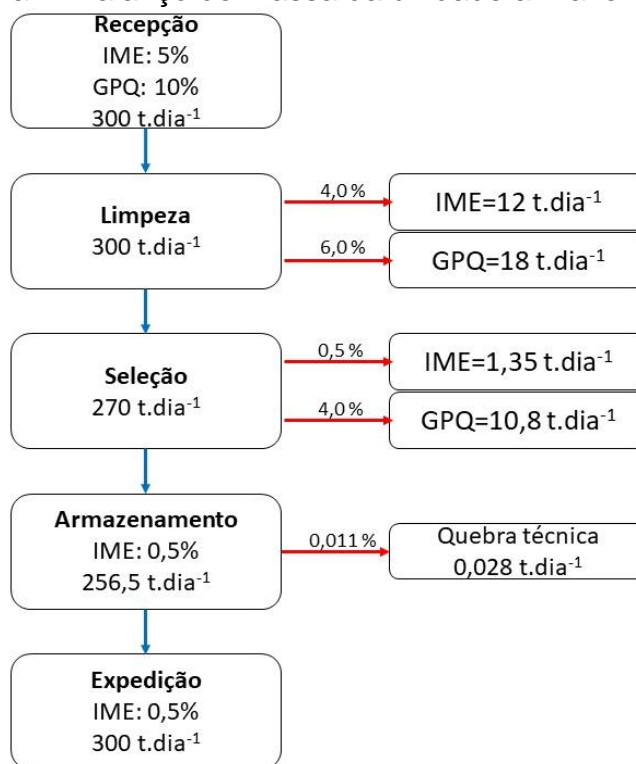 Recepção
IME: 5%
GPQ: 10%
300 t.dia⁻¹
Limpeza
300 t.dia⁻¹
4,0%
IME=12 t.dia⁻¹
6,0%
GPQ=18 t.dia⁻¹
Seleção
270 t.dia⁻¹
0,5%
IME=1,35 t.dia⁻¹
4,0%
GPQ=10,8 t.dia⁻¹
Armazenamento
IME: 0,5%
256,5 t.dia⁻¹
0,011%
Quebra técnica
0,028 t.dia⁻¹
Expedição
IME: 0,5%
300 t.dia⁻¹